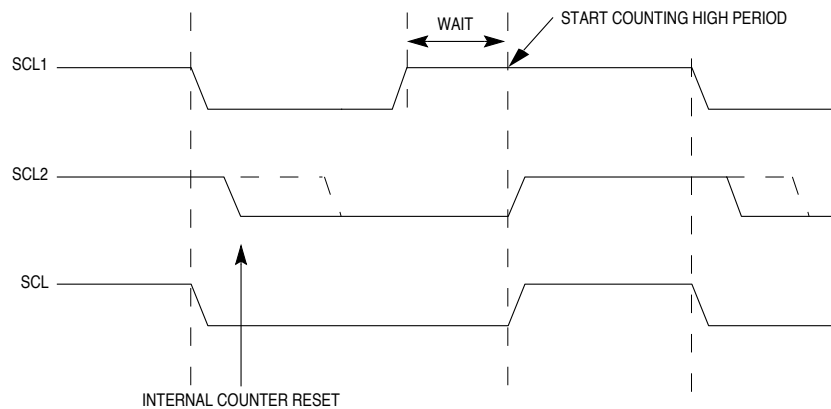 WAIT
START COUNTING HIGH PERIOD
SCL1
SCL2
SCL
INTERNAL COUNTER RESET